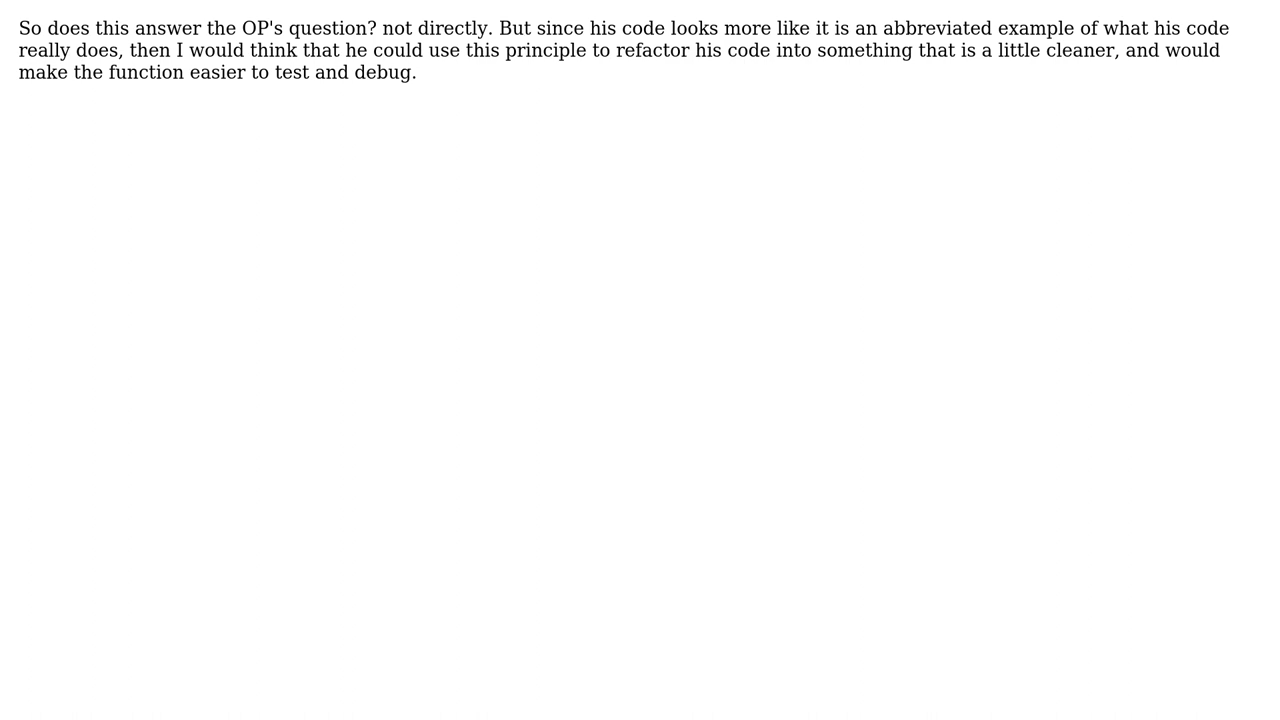 So does this answer the OP's question? not directly. But since his code looks more like it is an abbreviated example of what his code
really does, then I would think that he could use this principle to refactor his code into something that is a little cleaner, and would
make the function easier to test and debug.